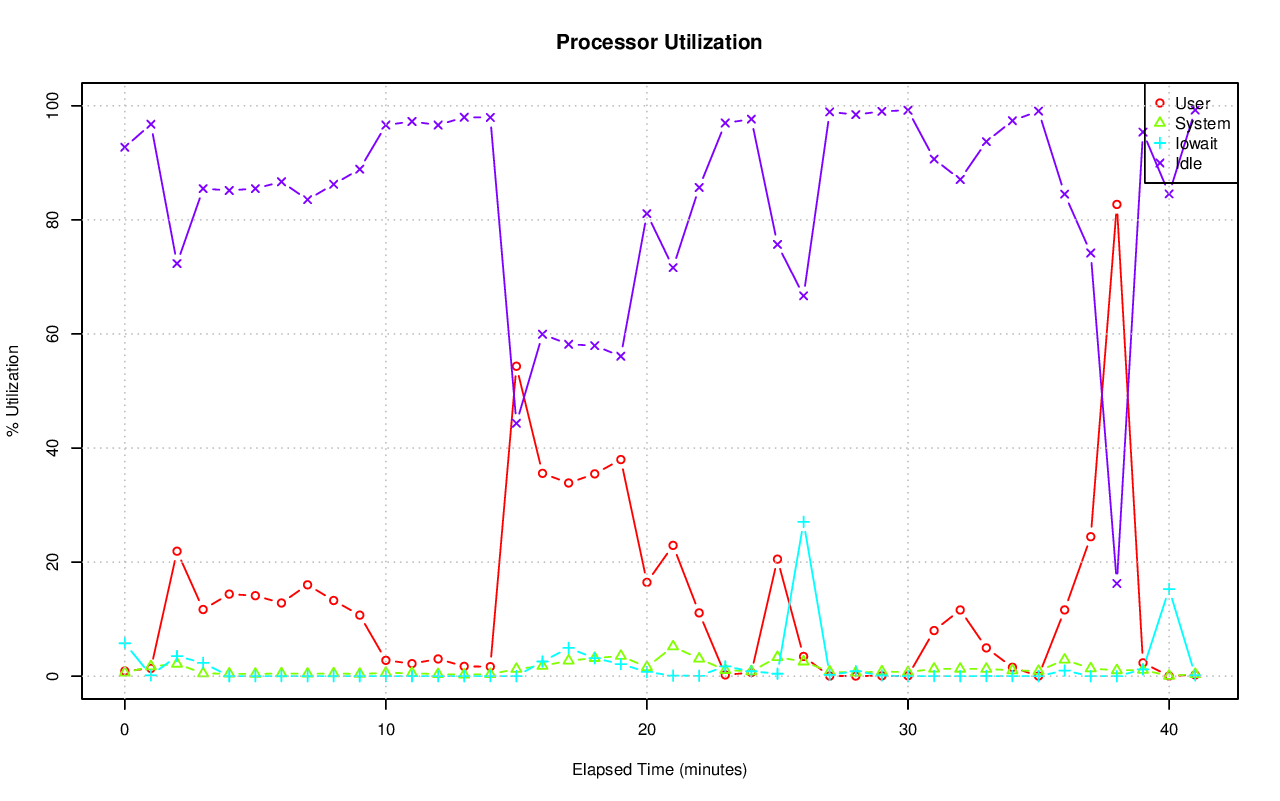 Processor Utilization
100
80
60
40
20
0
% Utilization
User
System
Iowait
Idle
0 10 20 30 40
Elapsed Time (minutes)